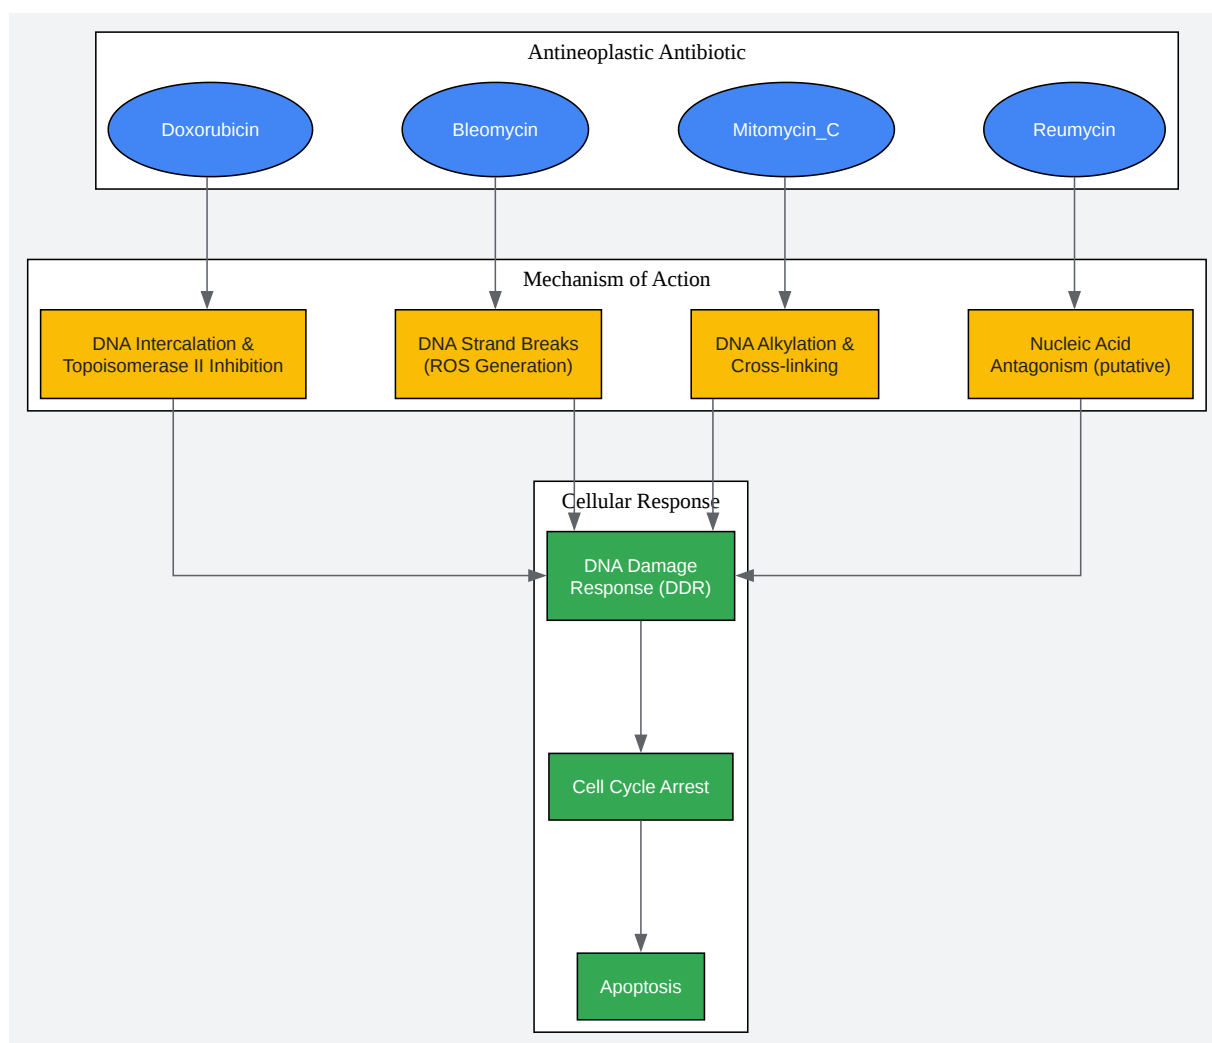 Antineoplastic Antibiotic
Doxorubicin
Bleomycin
Mitomycin_C
Reumycin
Mechanism of Action
DNA Intercalation &
Topoisomerase II Inhibition
DNA Strand Breaks
(ROS Generation)
DNA Alkylation &
Cross-linking
Nucleic Acid
Antagonism (putative)
Cellular Response
DNA Damage
Response (DDR)
Cell Cycle Arrest
Apoptosis